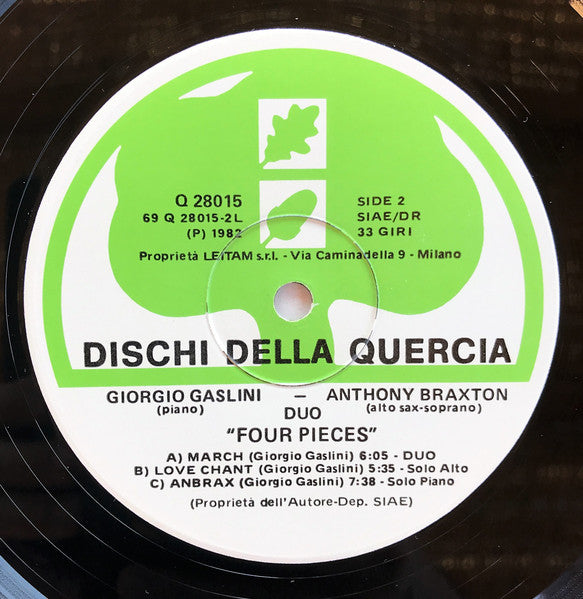 Q 28015
69 Q 28015-2L
(P) 1982
SIDE 2
SIAE/DR
33 GIRI
Proprietà LEITAM s.r.l. - Via Caminadella 9 - Milano
DISCHI DELLA QUERCIA
GIORGIO GASLINI — ANTHONY BRAXTON
(piano) (alto sax-soprano)
DUO
"FOUR PIECES"
A) MARCH (Giorgio Gaslini) 6:05 - DUO
B) LOVE CHANT (Giorgio Gaslini) 5:35 - Solo Alto
C) ANBRAX (Giorgio Gaslini) 7:38 - Solo Piano
(Proprietà dell'Autore-Dep. SIAE)